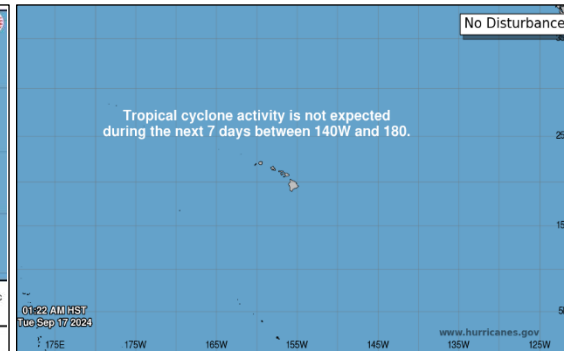 No Disturbance
Tropical cyclone activity is not expected
during the next 7 days between 140W and 180.
25
15
01:22 AM HST
Tue Sep 17 2024
www.hurricanes.gov
175E 175W 165W 155W 145W 135W 125W